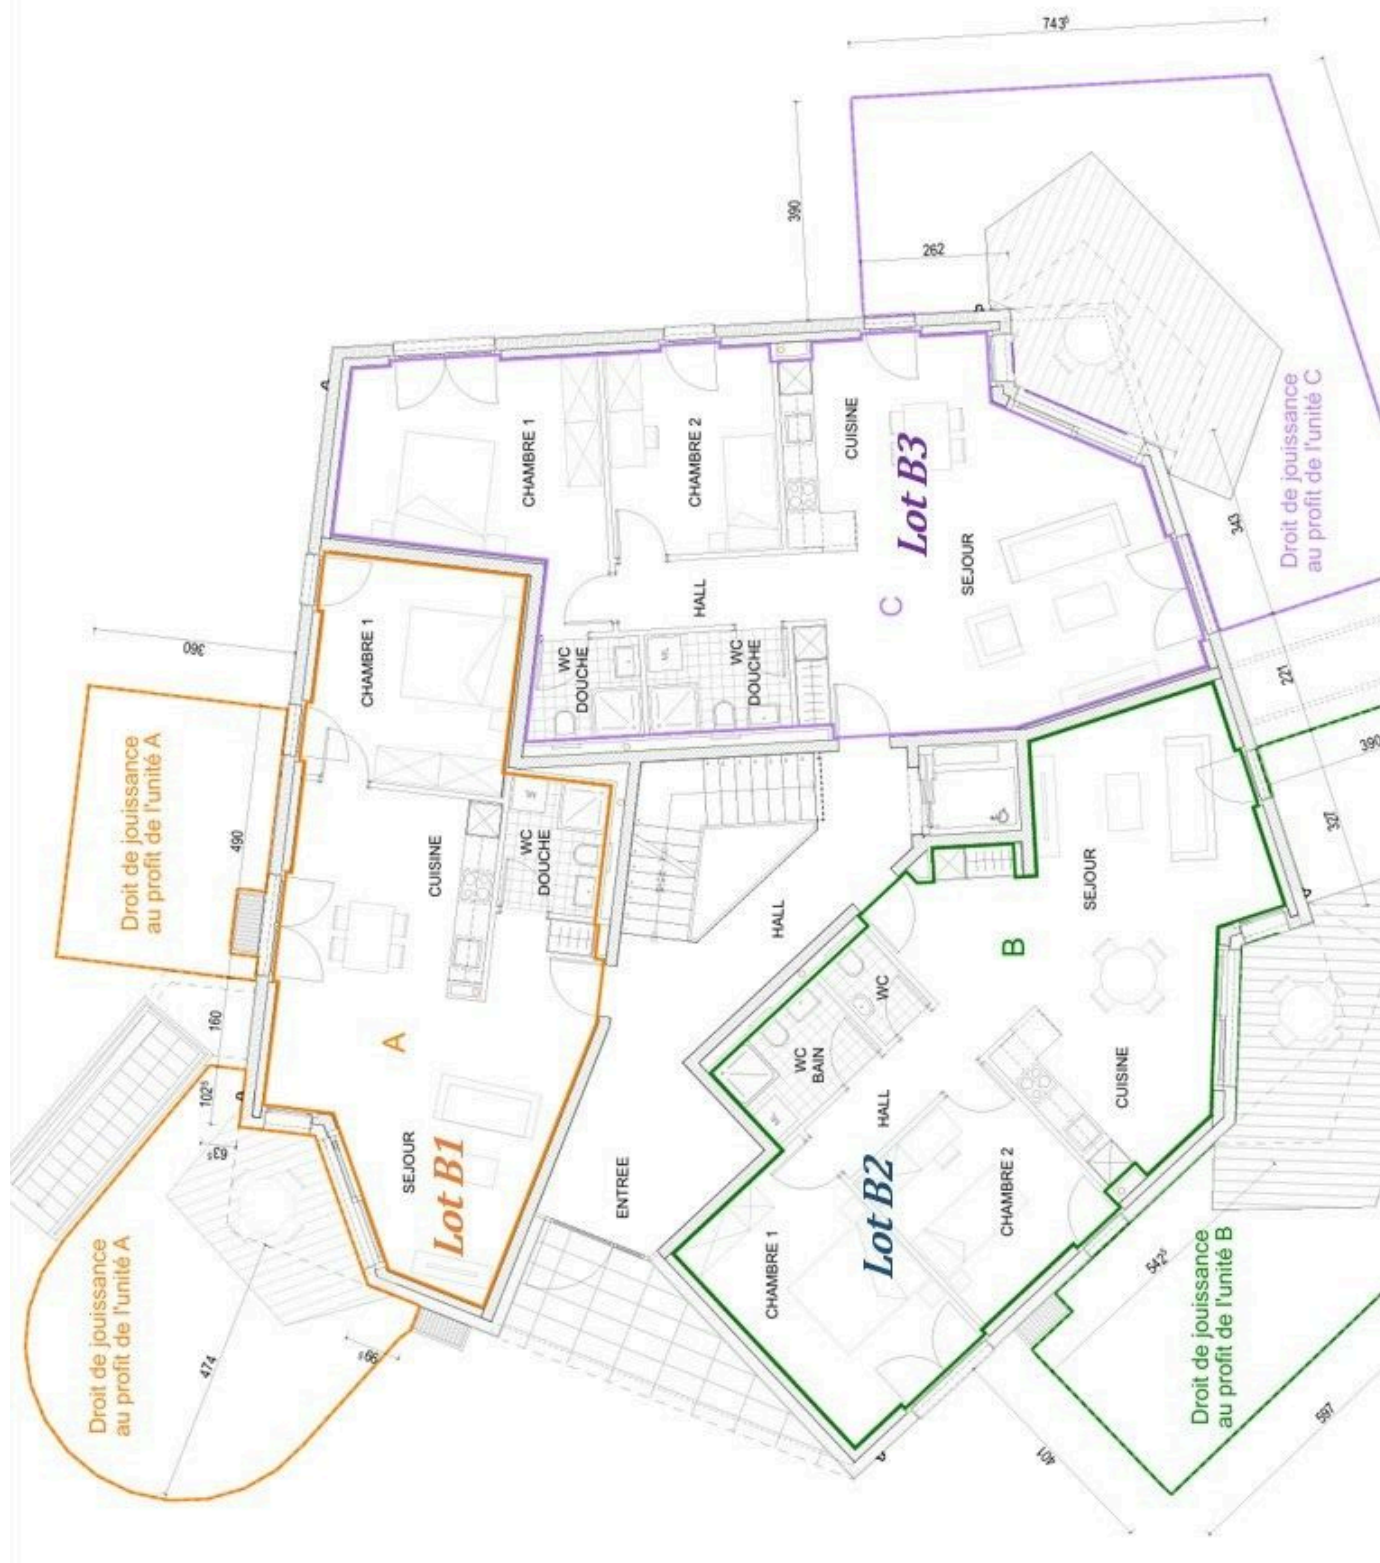 743⁵
390
262
CHAMBRE 1
CHAMBRE 2
CUISINE
Lot B3
SEJOUR
C
HALL
WC
DOUCHE
WC
DOUCHE
ML
Droit de jouissance
au profit de l'unité C
343
221
390
327
360
CHAMBRE 1
Droit de jouissance
au profit de l'unité A
490
CUISINE
WC
DOUCHE
ML
HALL
160
102⁵
63⁵
A
SEJOUR
Lot B1
ENTREE
Droit de jouissance
au profit de l'unité A
474
99⁵
SEJOUR
B
WC
WC
BAIN
ML
HALL
CUISINE
CHAMBRE 2
Lot B2
CHAMBRE 1
542⁵
Droit de jouissance
au profit de l'unité B
401
597